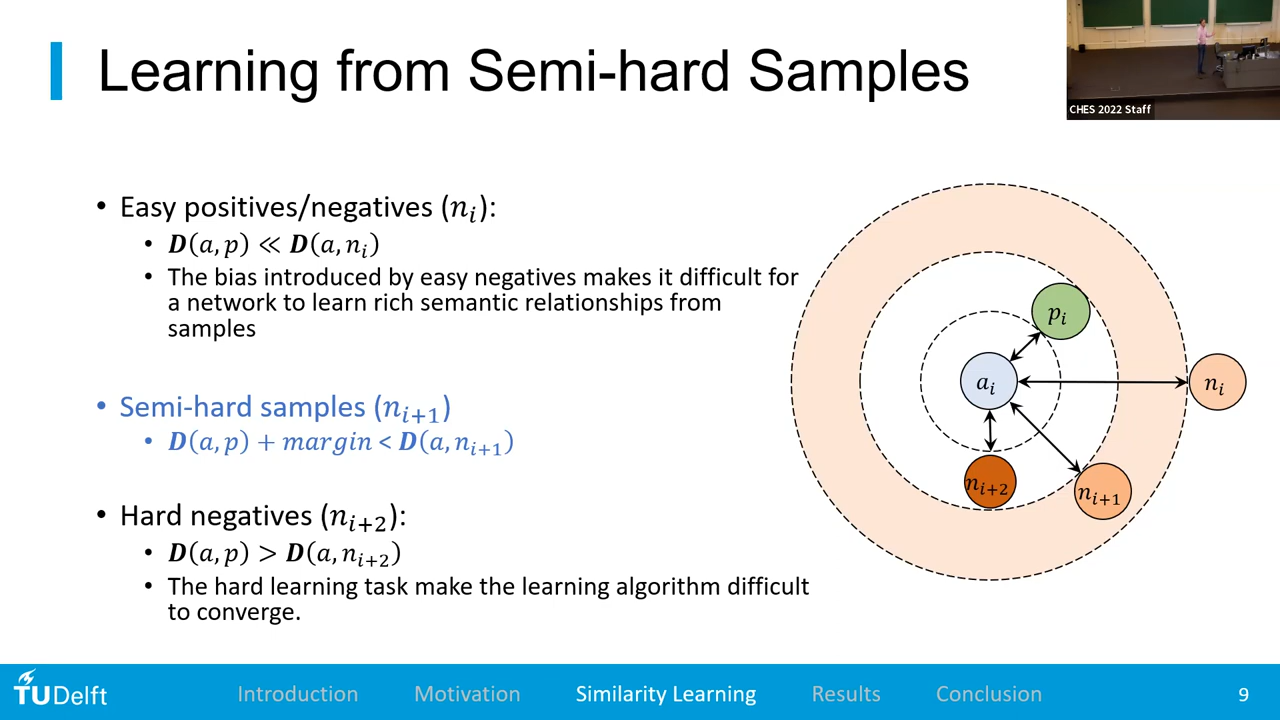 Learning from Semi-hard Samples
CHES 2022 Staff
• Easy positives/negatives (nᵢ):
• D(a, p) ≪ D(a, nᵢ)
• The bias introduced by easy negatives makes it difficult for
a network to learn rich semantic relationships from
samples
• Semi-hard samples (nᵢ₊₁)
• D(a, p) + margin < D(a, nᵢ₊₁)
• Hard negatives (nᵢ₊₂):
• D(a, p) > D(a, nᵢ₊₂)
• The hard learning task make the learning algorithm difficult
to converge.
pᵢ
aᵢ
nᵢ
nᵢ₊₂
nᵢ₊₁
TUDelft
Introduction Motivation Similarity Learning Results Conclusion 9